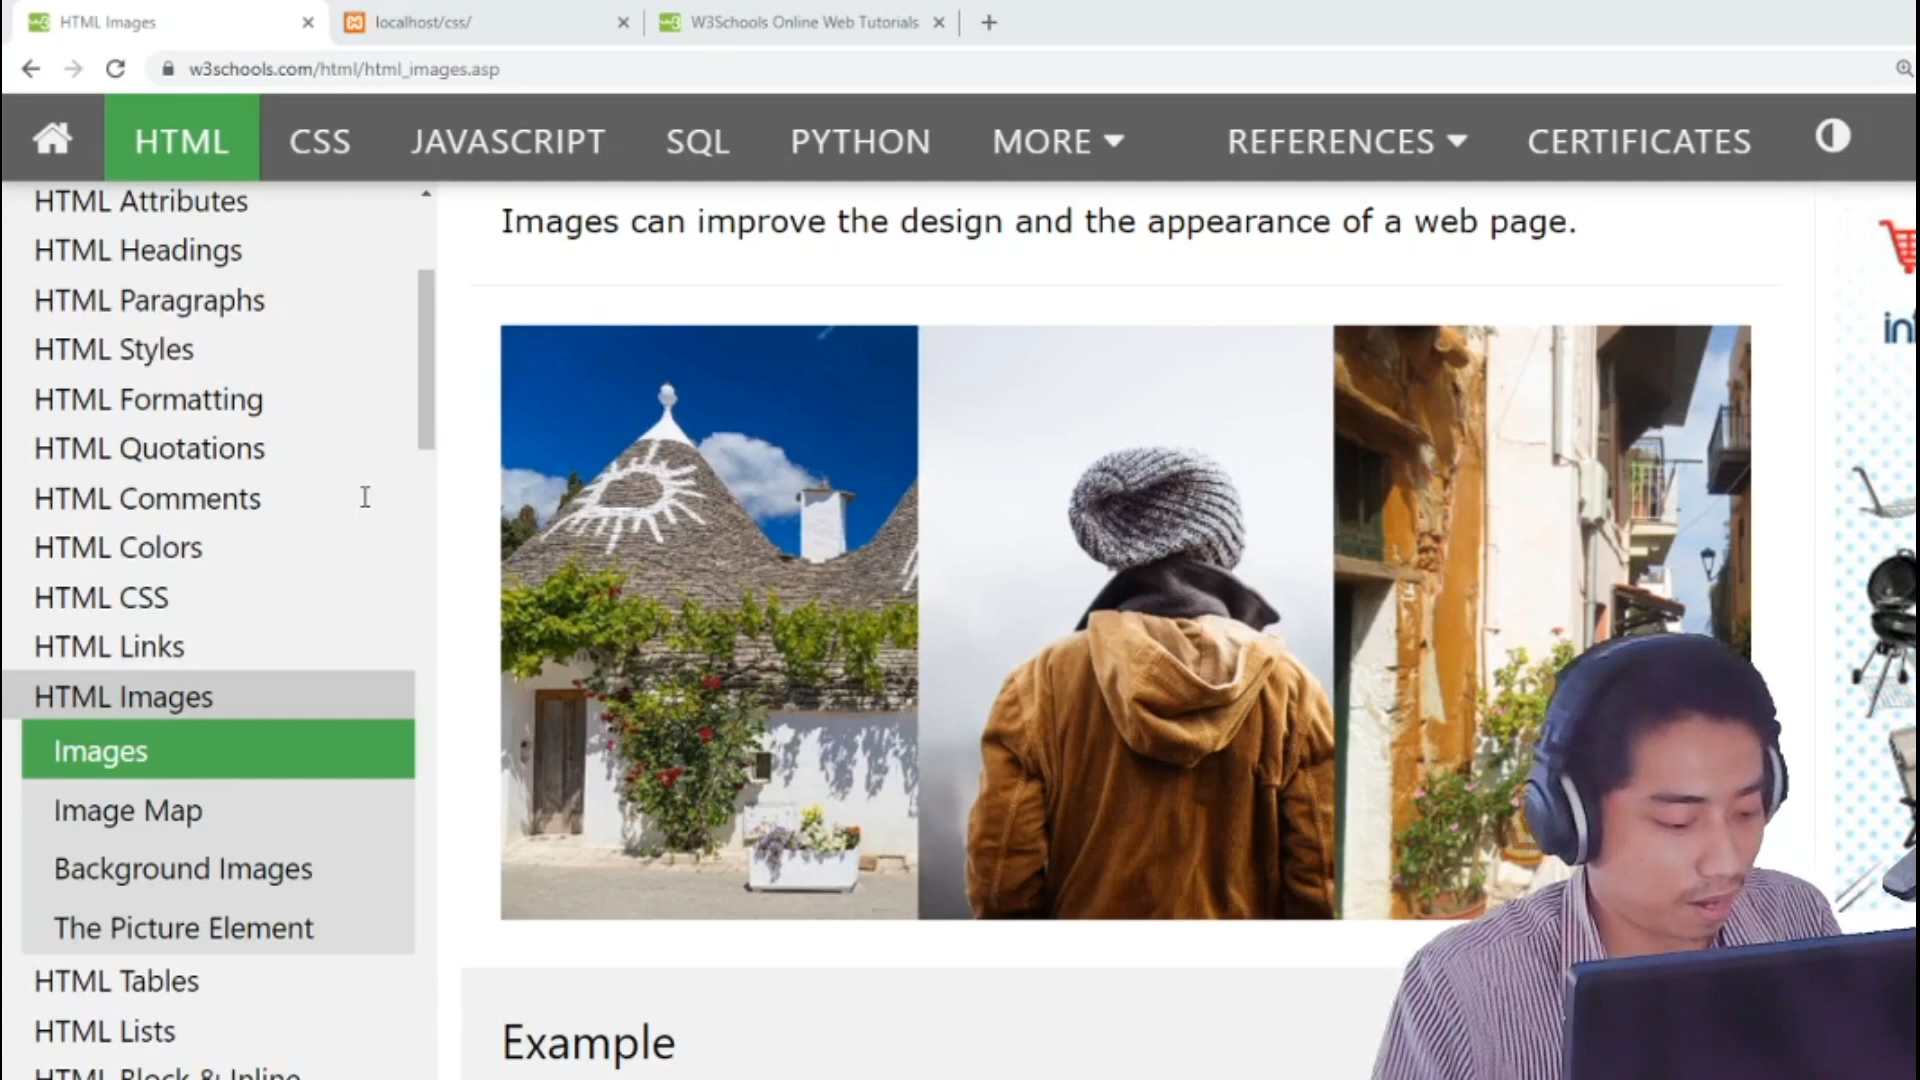 HTML Images
localhost/css/
W3Schools Online Web Tutorials
w3schools.com/html/html_images.asp
HTML CSS JAVASCRIPT SQL PYTHON MORE REFERENCES CERTIFICATES
HTML Attributes
HTML Headings
HTML Paragraphs
HTML Styles
HTML Formatting
HTML Quotations
HTML Comments
HTML Colors
HTML CSS
HTML Links
HTML Images
Images
Image Map
Background Images
The Picture Element
HTML Tables
HTML Lists
HTML Block & Inline
Images can improve the design and the appearance of a web page.
Example